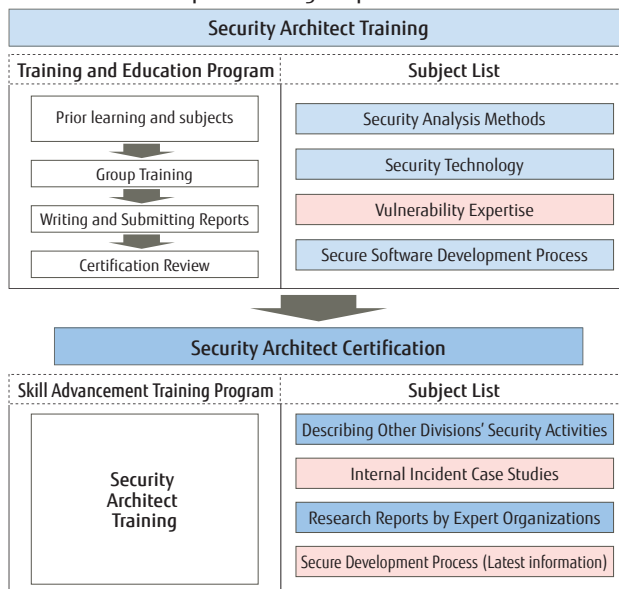 Security Architect Training
Training and Education Program
Subject List
Prior learning and subjects
Group Training
Writing and Submitting Reports
Certification Review
Security Analysis Methods
Security Technology
Vulnerability Expertise
Secure Software Development Process
Security Architect Certification
Skill Advancement Training Program
Subject List
Security
Architect
Training
Describing Other Divisions' Security Activities
Internal Incident Case Studies
Research Reports by Expert Organizations
Secure Development Process (Latest information)